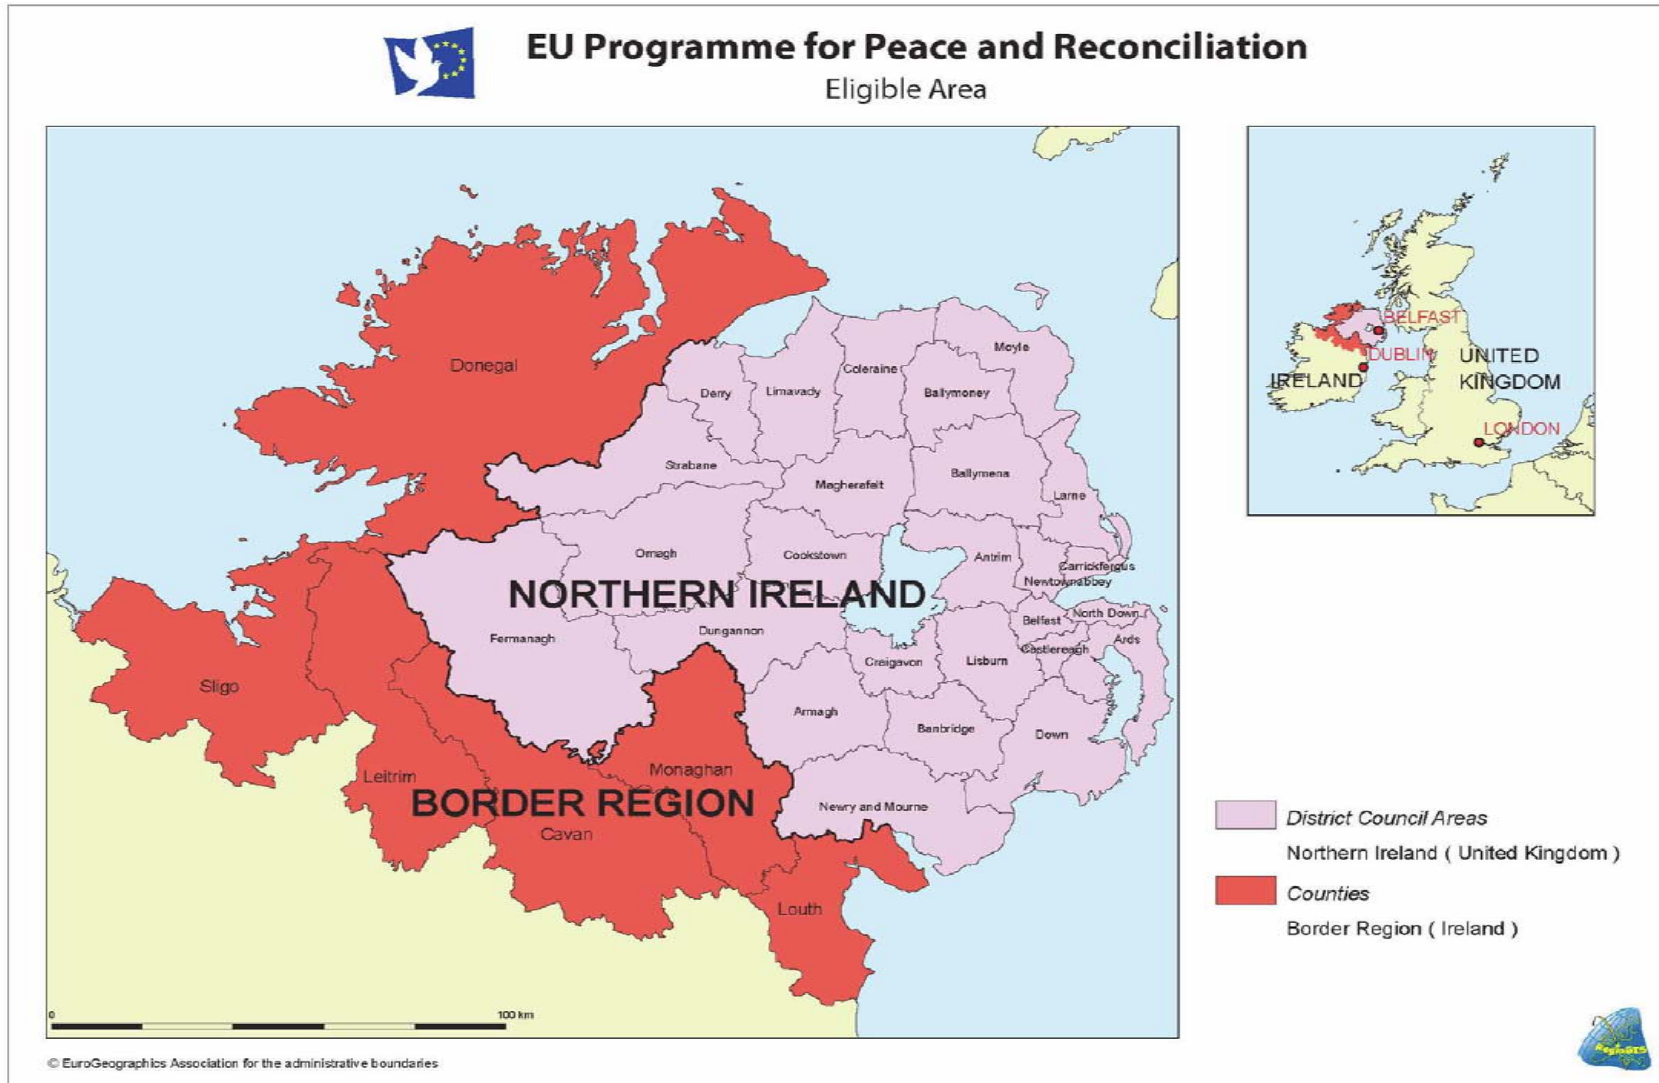 EU Programme for Peace and Reconciliation
Eligible Area
Donegal
Derry
Limavady
Coleraine
Moyle
Ballymoney
Strabane
Magherafelt
Ballymena
Larne
Omagh
Cookstown
Antrim
Carrickfergus
Newtownabbey
NORTHERN IRELAND
Fermanagh
Dungannon
Belfast
North Down
Castlereagh
Ards
Craigavon
Lisburn
Sligo
Armagh
Banbridge
Down
Leitrim
Monaghan
BORDER REGION
Cavan
Newry and Mourne
Louth
0
100 km
BELFAST
DUBLIN
IRELAND
UNITED
KINGDOM
LONDON
District Council Areas
Northern Ireland ( United Kingdom )
Counties
Border Region ( Ireland )
© EuroGeographics Association for the administrative boundaries
RegioGIS